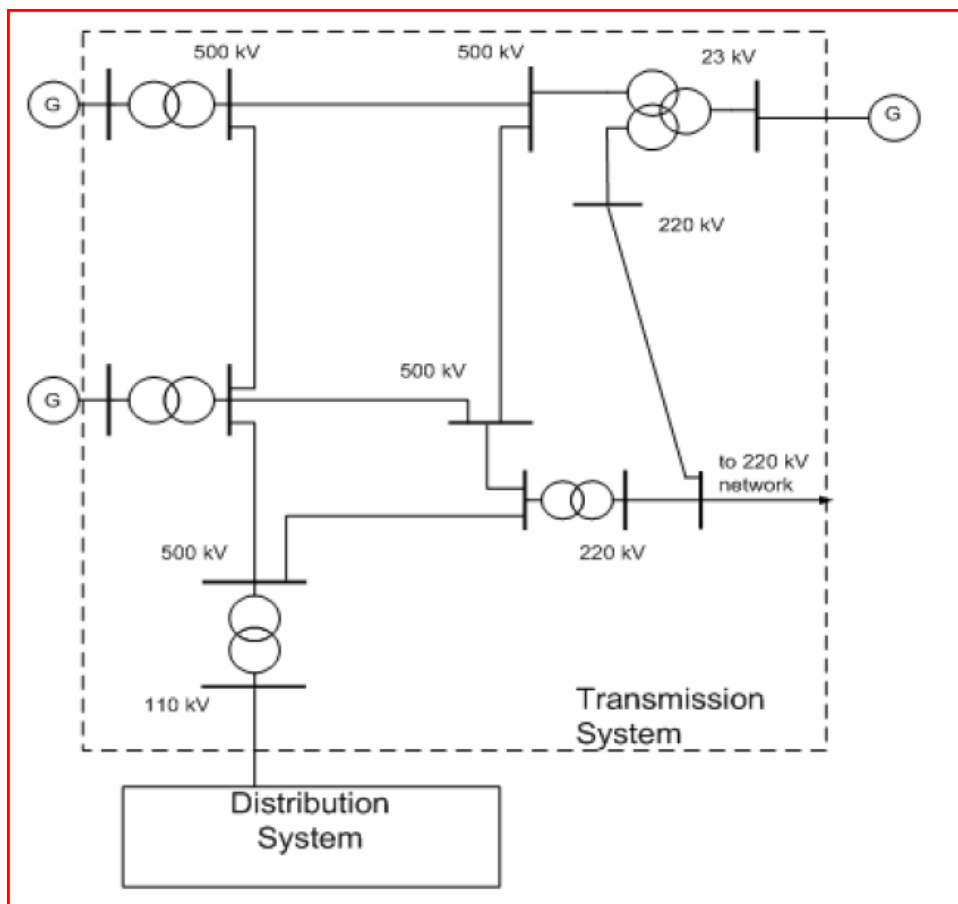 500 kV
500 kV
23 kV
G
G
220 kV
500 kV
G
to 220 kV
network
500 kV
220 kV
110 kV
Transmission
System
Distribution
System